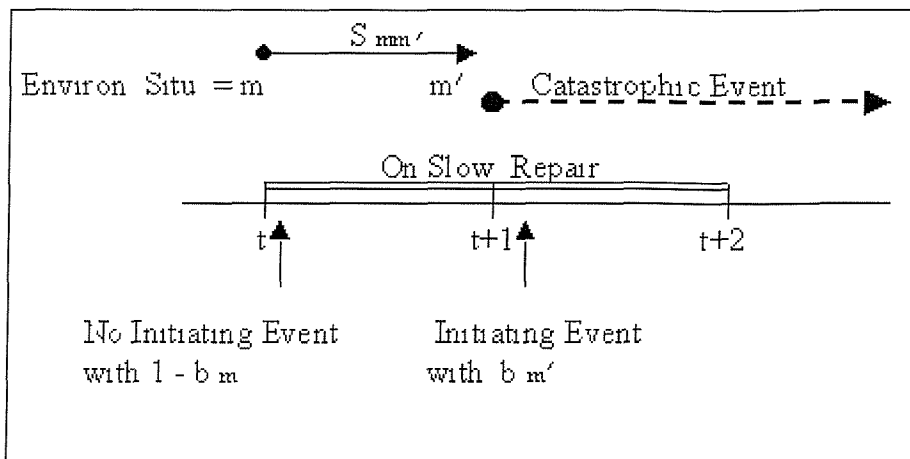 S mm′
Environ Situ = m m′ Catastrophic Event
On Slow Repair
t t+1 t+2
No Initiating Event Initiating Event
with 1 - b m with b m′